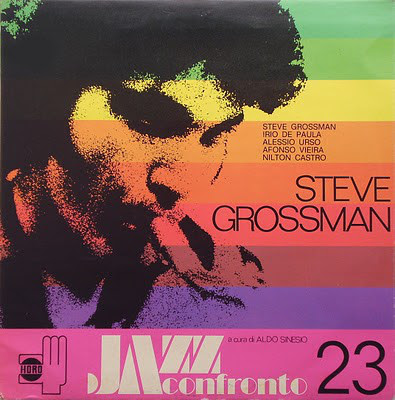 STEVE GROSSMAN
IRIO DE PAULA
ALESSIO URSO
AFONSO VIEIRA
NILTON CASTRO
STEVE
GROSSMAN
HORO
JAZZ
a cura di ALDO SINESIO
a confronto
23